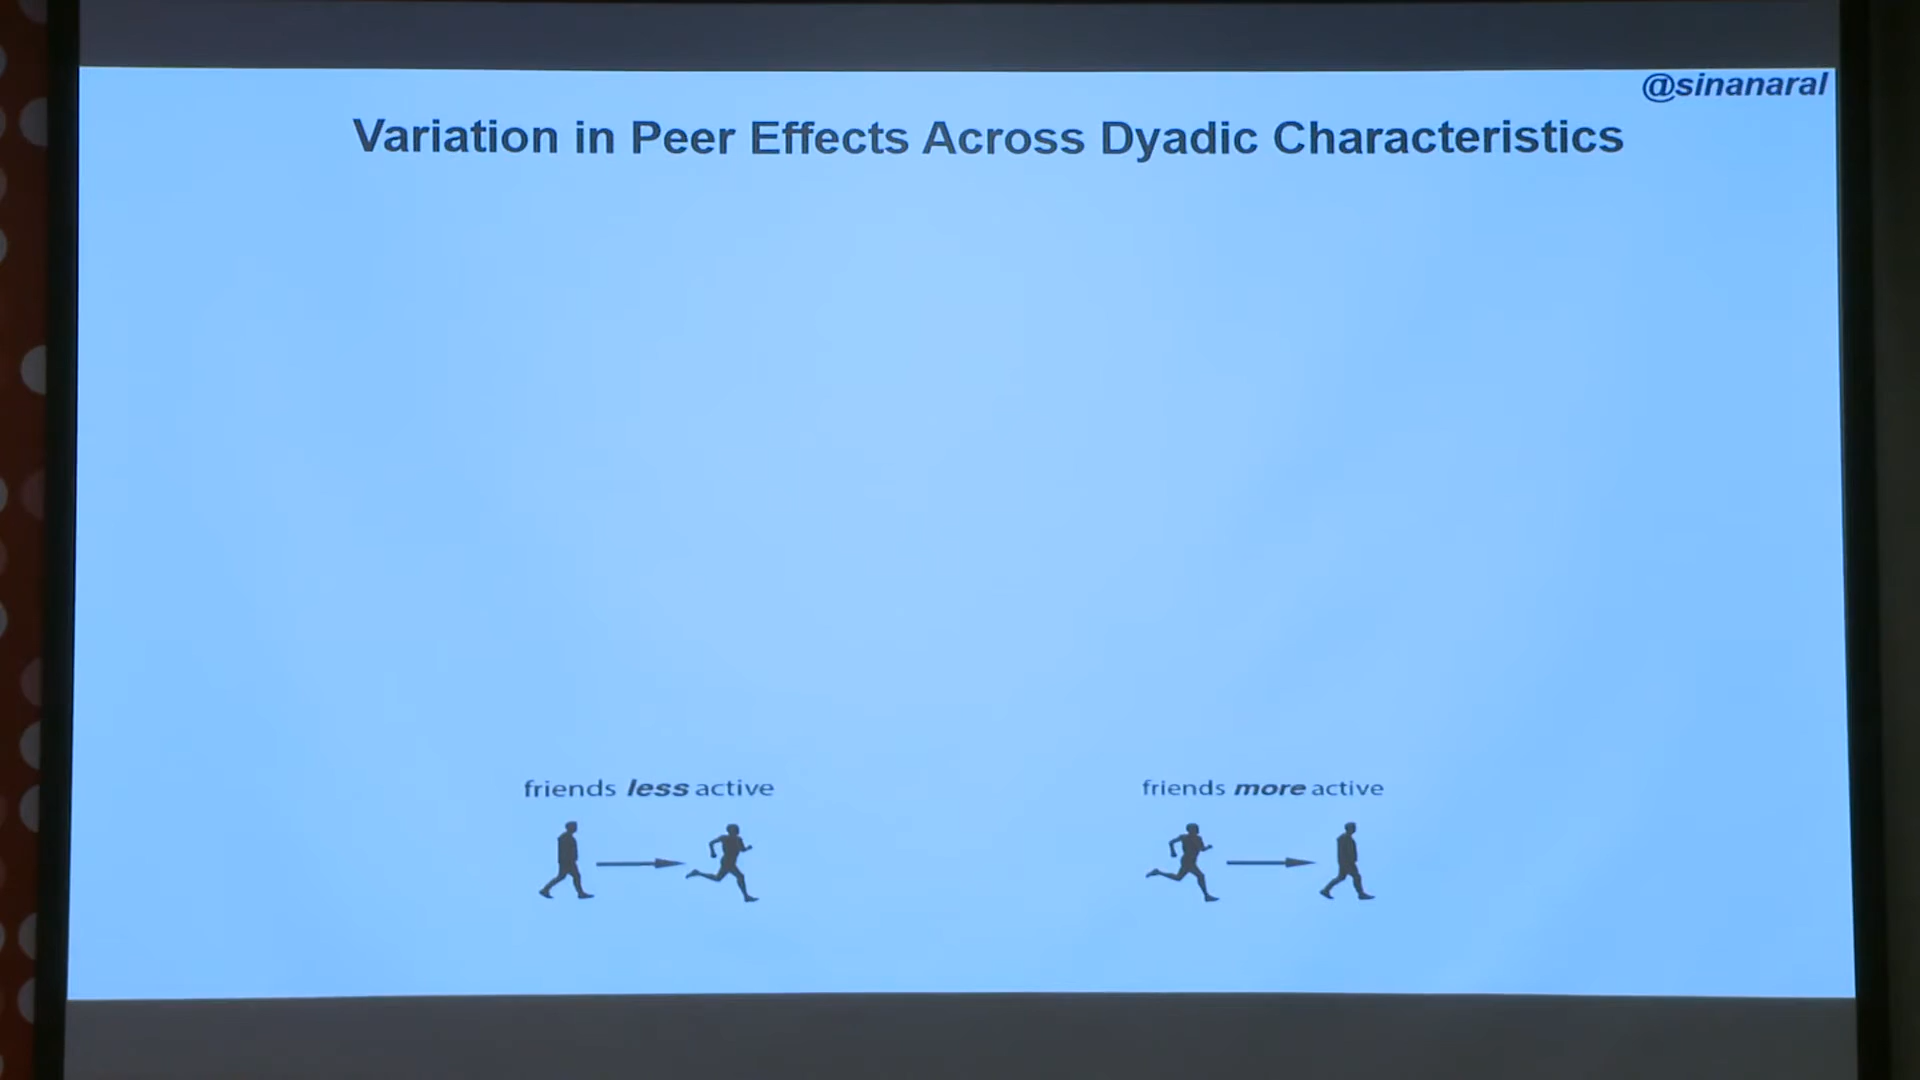 @sinanaral
Variation in Peer Effects Across Dyadic Characteristics
friends less active
friends more active